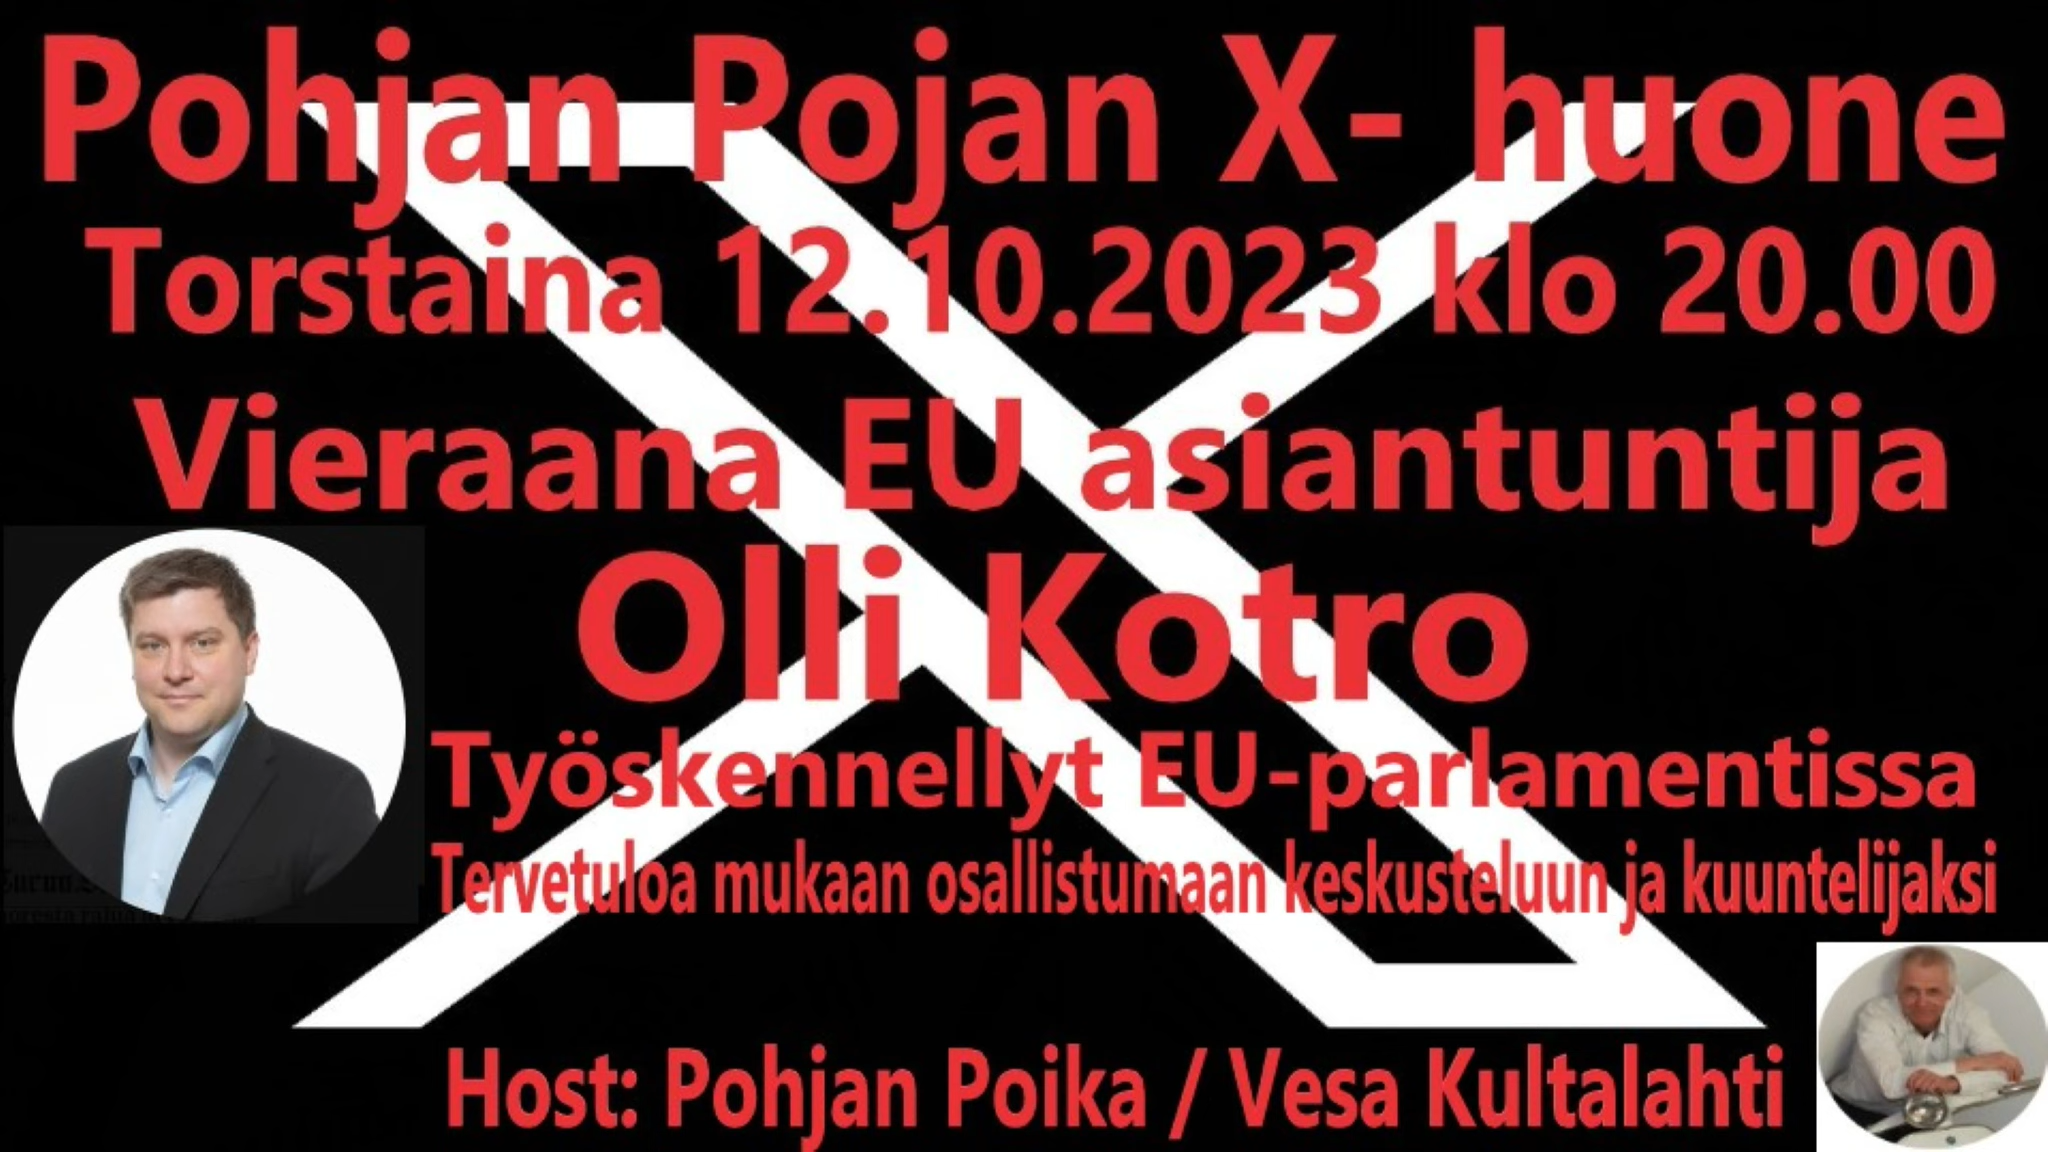 Pohjan Pojan X- huone
Torstaina 12.10.2023 klo 20.00
Vieraana EU asiantuntija
Olli Kotro
Työskennellyt EU-parlamentissa
Tervetuloa mukaan osallistumaan keskusteluun ja kuuntelijaksi
Host: Pohjan Poika / Vesa Kultalahti